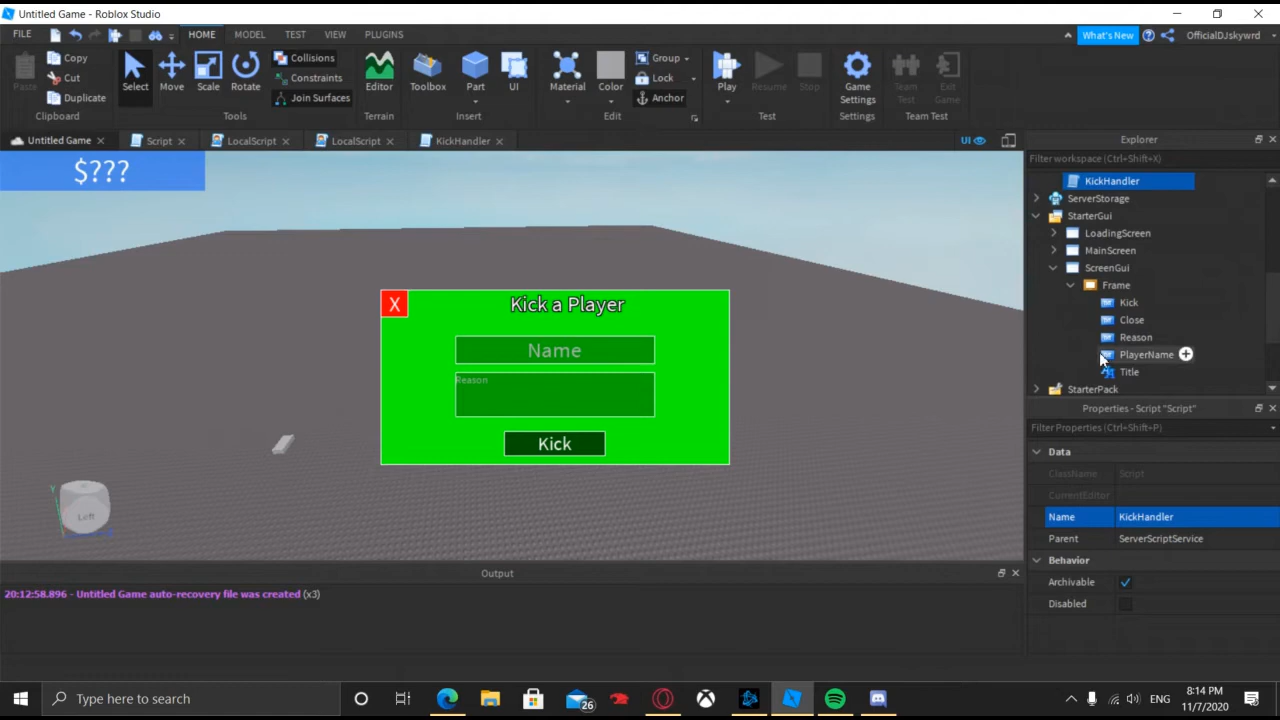 Untitled Game - Roblox Studio
FILE HOME MODEL TEST VIEW PLUGINS What's New OfficialDJskywrd
Paste Copy Cut Duplicate
Select Move Scale Rotate
Collisions
Constraints
Join Surfaces
Editor Toolbox Part UI
Material Color
Group
Lock
Anchor
Play Resume Stop
Game Settings
Team Test
Exit Game
Clipboard Tools Terrain Insert Edit Test Settings Team Test
Untitled Game Script LocalScript LocalScript KickHandler UI
$???
X
Kick a Player
Name
Reason
Kick
Y
Left
Explorer
Filter workspace (Ctrl+Shift+X)
KickHandler
ServerStorage
StarterGui
LoadingScreen
MainScreen
ScreenGui
Frame
Kick
Close
Reason
PlayerName
Title
StarterPack
Properties - Script "Script"
Filter Properties (Ctrl+Shift+P)
Data
ClassName Script
CurrentEditor
Name KickHandler
Parent ServerScriptService
Behavior
Archivable
Disabled
Output
20:12:58.896 - Untitled Game auto-recovery file was created (x3)
Type here to search
26
ENG
8:14 PM
11/7/2020